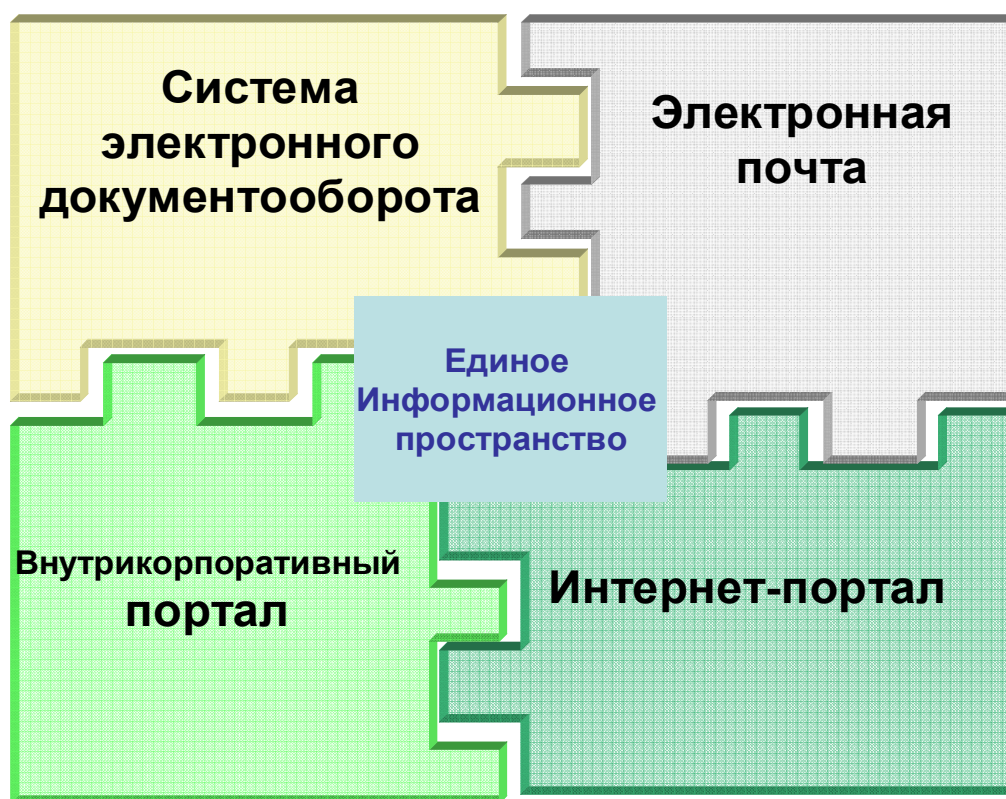 Система
электронного
документооборота
Электронная
почта
Единое
Информационное
пространство
Внутрикорпоративный
портал
Интернет-портал